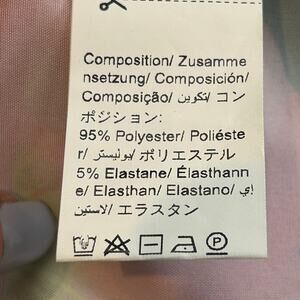 Composition/ Zusamme
nsetzung/ Composición/
Composição/ تكوين/ コン
ポジション:
95% Polyester/ Poliéste
r/ بوليستر/ ポリエステル
5% Elastane/ Élasthann
e/ Elasthan/ Elastano/ إي
لاستين/ エラスタン